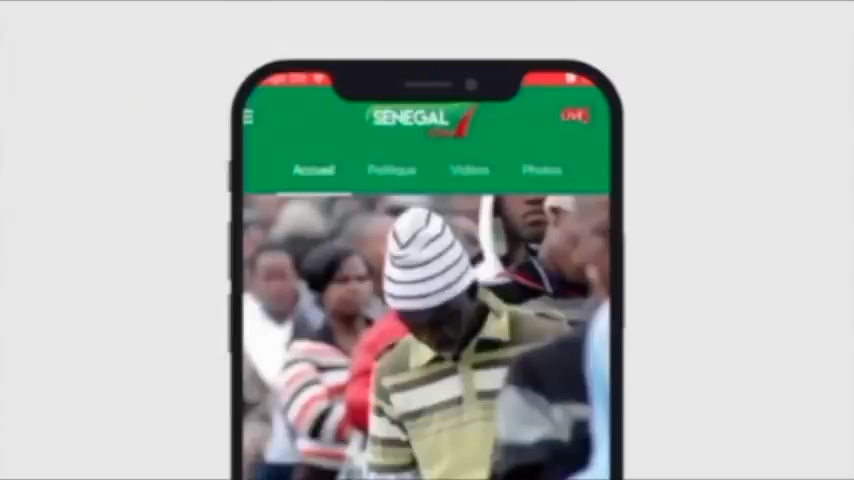 SENEGAL
LIVE
Accueil
Politique
Vidéos
Photos